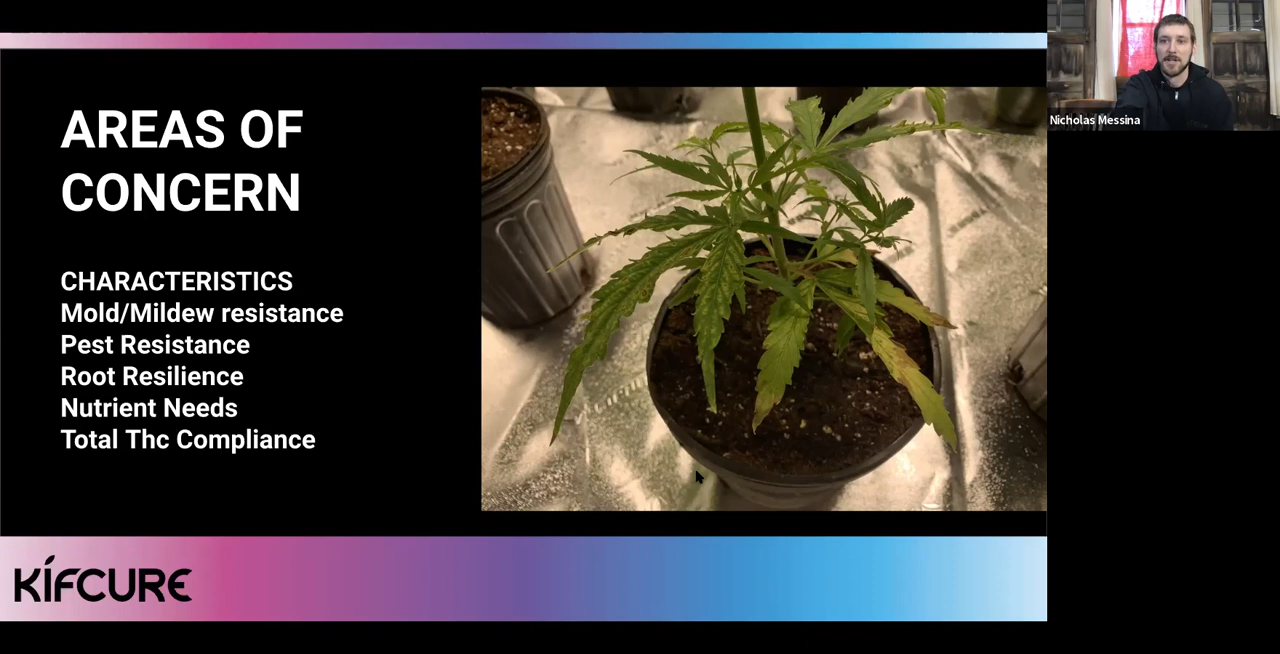 AREAS OF
CONCERN
CHARACTERISTICS
Mold/Mildew resistance
Pest Resistance
Root Resilience
Nutrient Needs
Total Thc Compliance
KIFCURE
Nicholas Messina